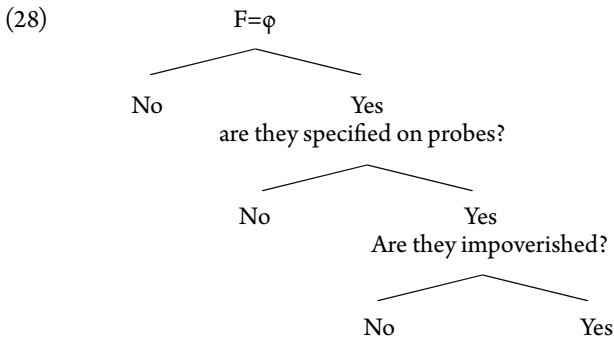 (28) F=φ
No Yes
are they specified on probes?
No Yes
Are they impoverished?
No Yes